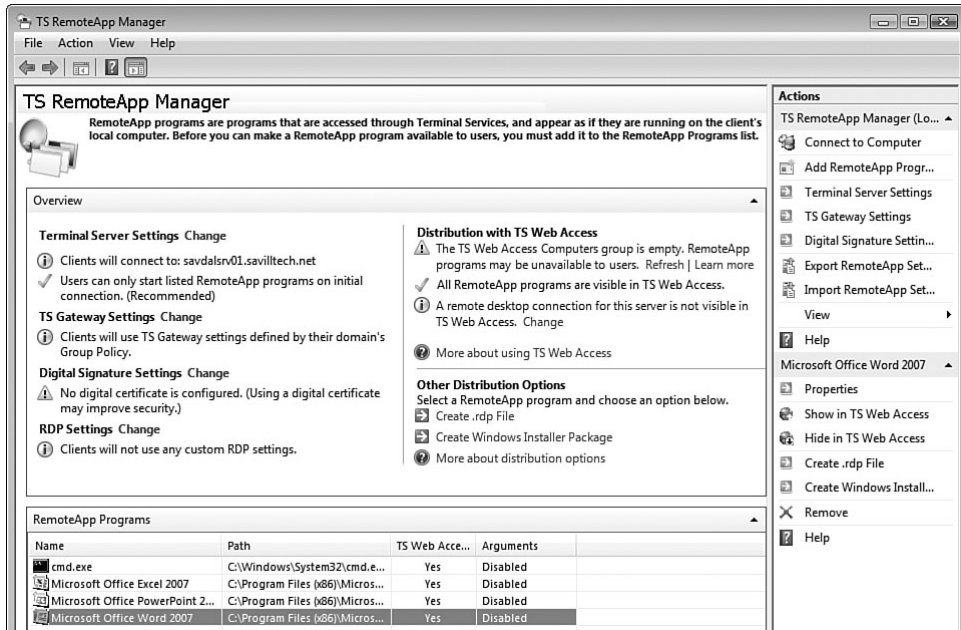 TS RemoteApp Manager
File Action View Help
TS RemoteApp Manager
RemoteApp programs are programs that are accessed through Terminal Services, and appear as if they are running on the client's
local computer. Before you can make a RemoteApp program available to users, you must add it to the RemoteApp Programs list.
Overview
Terminal Server Settings Change
Clients will connect to: savdalsrv01.savilltech.net
Users can only start listed RemoteApp programs on initial
connection. (Recommended)
TS Gateway Settings Change
Clients will use TS Gateway settings defined by their domain's
Group Policy.
Digital Signature Settings Change
No digital certificate is configured. (Using a digital certificate
may improve security.)
RDP Settings Change
Clients will not use any custom RDP settings.
Distribution with TS Web Access
The TS Web Access Computers group is empty. RemoteApp
programs may be unavailable to users. Refresh | Learn more
All RemoteApp programs are visible in TS Web Access.
A remote desktop connection for this server is not visible in
TS Web Access. Change
More about using TS Web Access
Other Distribution Options
Select a RemoteApp program and choose an option below.
Create .rdp File
Create Windows Installer Package
More about distribution options
RemoteApp Programs
Name Path TS Web Acce... Arguments
cmd.exe C:\Windows\System32\cmd.e... Yes Disabled
Microsoft Office Excel 2007 C:\Program Files (x86)\Micros... Yes Disabled
Microsoft Office PowerPoint 2... C:\Program Files (x86)\Micros... Yes Disabled
Microsoft Office Word 2007 C:\Program Files (x86)\Micros... Yes Disabled
Actions
TS RemoteApp Manager (Lo...
Connect to Computer
Add RemoteApp Progr...
Terminal Server Settings
TS Gateway Settings
Digital Signature Settin...
Export RemoteApp Set...
Import RemoteApp Set...
View
Help
Microsoft Office Word 2007
Properties
Show in TS Web Access
Hide in TS Web Access
Create .rdp File
Create Windows Install...
Remove
Help